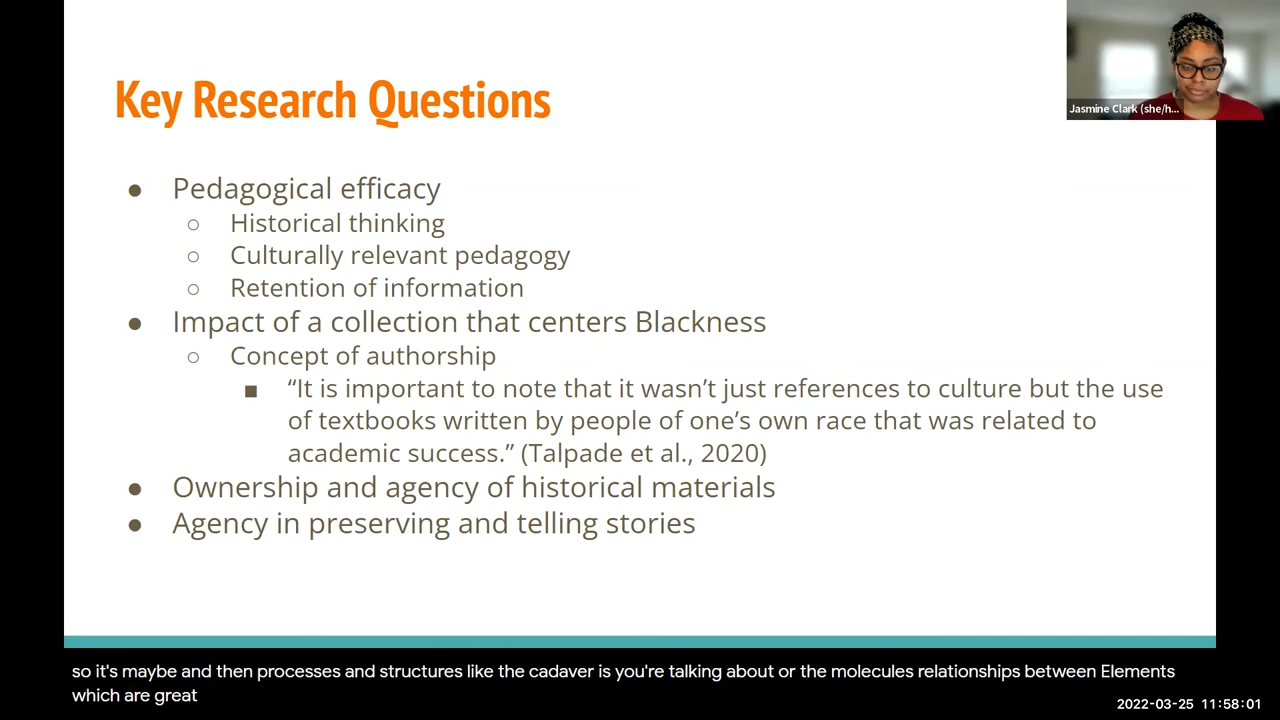 Key Research Questions
Jasmine Clark (she/h...
● Pedagogical efficacy
○ Historical thinking
○ Culturally relevant pedagogy
○ Retention of information
● Impact of a collection that centers Blackness
○ Concept of authorship
■ “It is important to note that it wasn’t just references to culture but the use
of textbooks written by people of one’s own race that was related to
academic success.” (Talpade et al., 2020)
● Ownership and agency of historical materials
● Agency in preserving and telling stories
so it's maybe and then processes and structures like the cadaver is you're talking about or the molecules relationships between Elements
which are great
2022-03-25 11:58:01